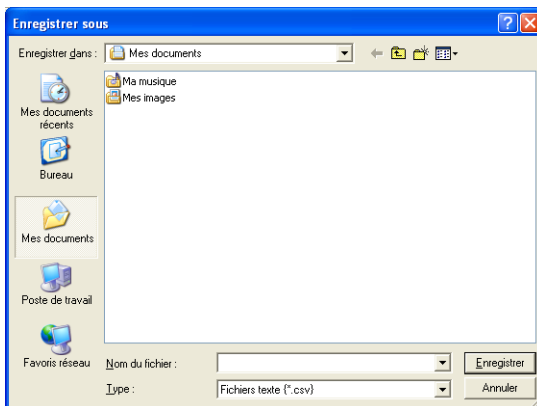 Enregistrer sous
Enregistrer dans : Mes documents
Ma musique
Mes images
Mes documents
récents
Bureau
Mes documents
Poste de travail
Favoris réseau
Nom du fichier : Enregistrer
Type : Fichiers texte {*.csv} Annuler